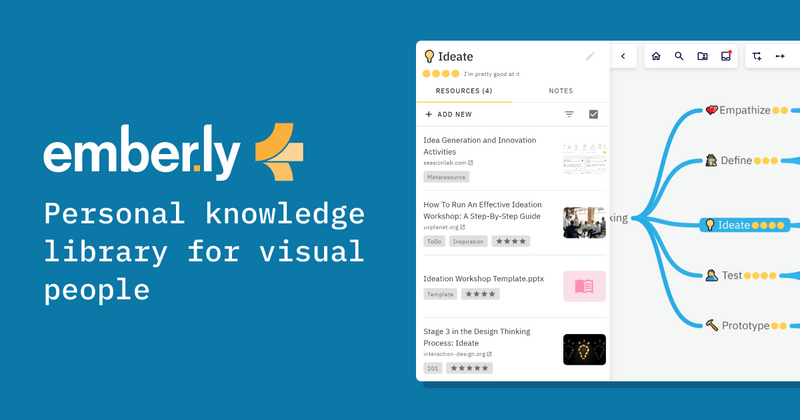 ember.ly
Personal knowledge
library for visual
people
Ideate
I'm pretty good at it
RESOURCES (4)
NOTES
+ ADD NEW
Idea Generation and Innovation
Activities
sessionlab.com
Metaresource
How To Run An Effective Ideation
Workshop: A Step-By-Step Guide
uxplanet.org
ToDo
Inspiration
Ideation Workshop Template.pptx
Template
Stage 3 in the Design Thinking
Process: Ideate
interaction-design.org
101
king
Empathize
Define
Ideate
Test
Prototype